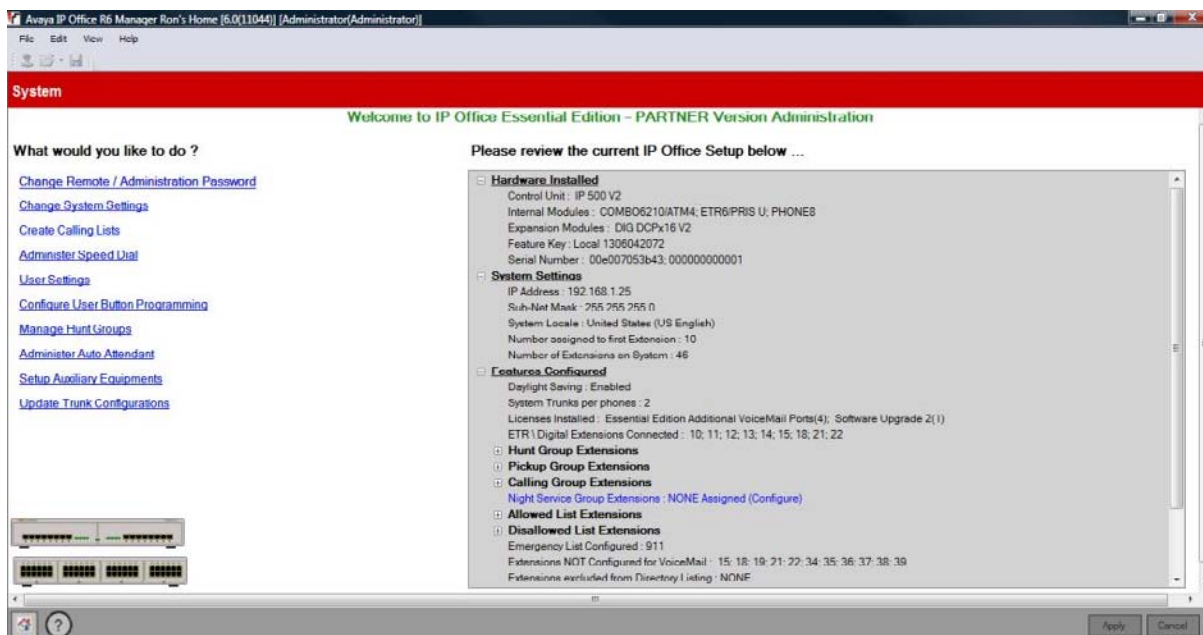 Avaya IP Office R6 Manager Ron's Home [6.0(11044)] [Administrator(Administrator)]
File Edit View Help
System
Welcome to IP Office Essential Edition - PARTNER Version Administration
What would you like to do ?
Change Remote / Administration Password
Change System Settings
Create Calling Lists
Administer Speed Dial
User Settings
Configure User Button Programming
Manage Hunt Groups
Administer Auto Attendant
Setup Auxiliary Equipments
Update Trunk Configurations
Please review the current IP Office Setup below ...
Hardware Installed
Control Unit : IP 500 V2
Internal Modules : COMBO6210/ATM4; ETR6/PRIS U; PHONE8
Expansion Modules : DIG DCPx16 V2
Feature Key : Local 1306042072
Serial Number : 00e007053b43; 000000000001
System Settings
IP Address : 192.168.1.25
Sub-Net Mask : 255.255.255.0
System Locale : United States (US English)
Number assigned to first Extension : 10
Number of Extensions on System : 46
Features Configured
Daylight Saving : Enabled
System Trunks per phones : 2
Licenses Installed : Essential Edition Additional VoiceMail Ports(4); Software Upgrade 2(1)
ETR \ Digital Extensions Connected : 10; 11; 12; 13; 14; 15; 18; 21; 22
Hunt Group Extensions
Pickup Group Extensions
Calling Group Extensions
Night Service Group Extensions : NONE Assigned (Configure)
Allowed List Extensions
Disallowed List Extensions
Emergency List Configured : 911
Extensions NOT Configured for VoiceMail : 15; 18; 19; 21; 22; 34; 35; 36; 37; 38; 39
Extensions excluded from Directory Listing : NONE
Apply Cancel